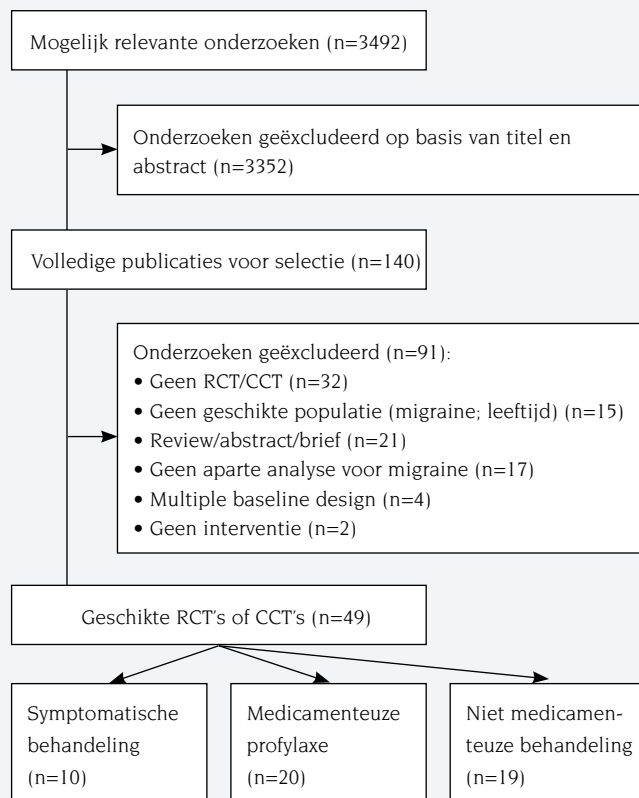 Mogelijk relevante onderzoeken (n=3492)
Onderzoeken geëxcludeerd op basis van titel en
abstract (n=3352)
Volledige publicaties voor selectie (n=140)
Onderzoeken geëxcludeerd (n=91):
• Geen RCT/CCT (n=32)
• Geen geschikte populatie (migraine; leeftijd) (n=15)
• Review/abstract/brief (n=21)
• Geen aparte analyse voor migraine (n=17)
• Multiple baseline design (n=4)
• Geen interventie (n=2)
Geschikte RCT's of CCT's (n=49)
Symptomatische
behandeling
(n=10)
Medicamenteuze
profylaxe
(n=20)
Niet medicamen-
teuze behandeling
(n=19)